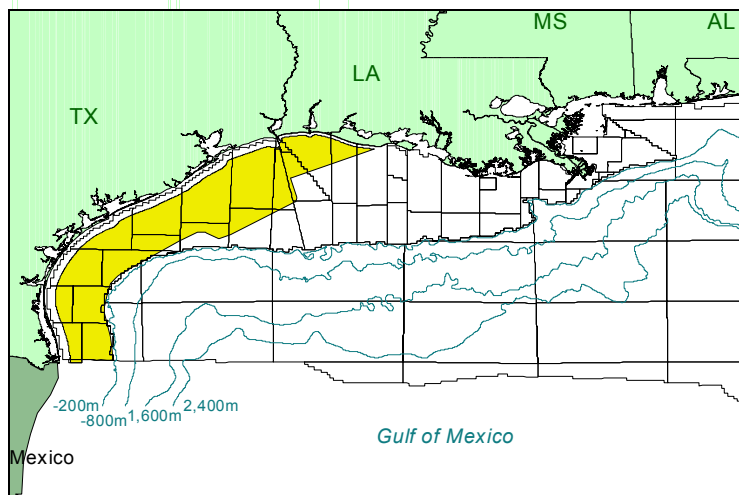 MS
AL
LA
TX
-200m
-800m
1,600m
2,400m
Gulf of Mexico
Mexico